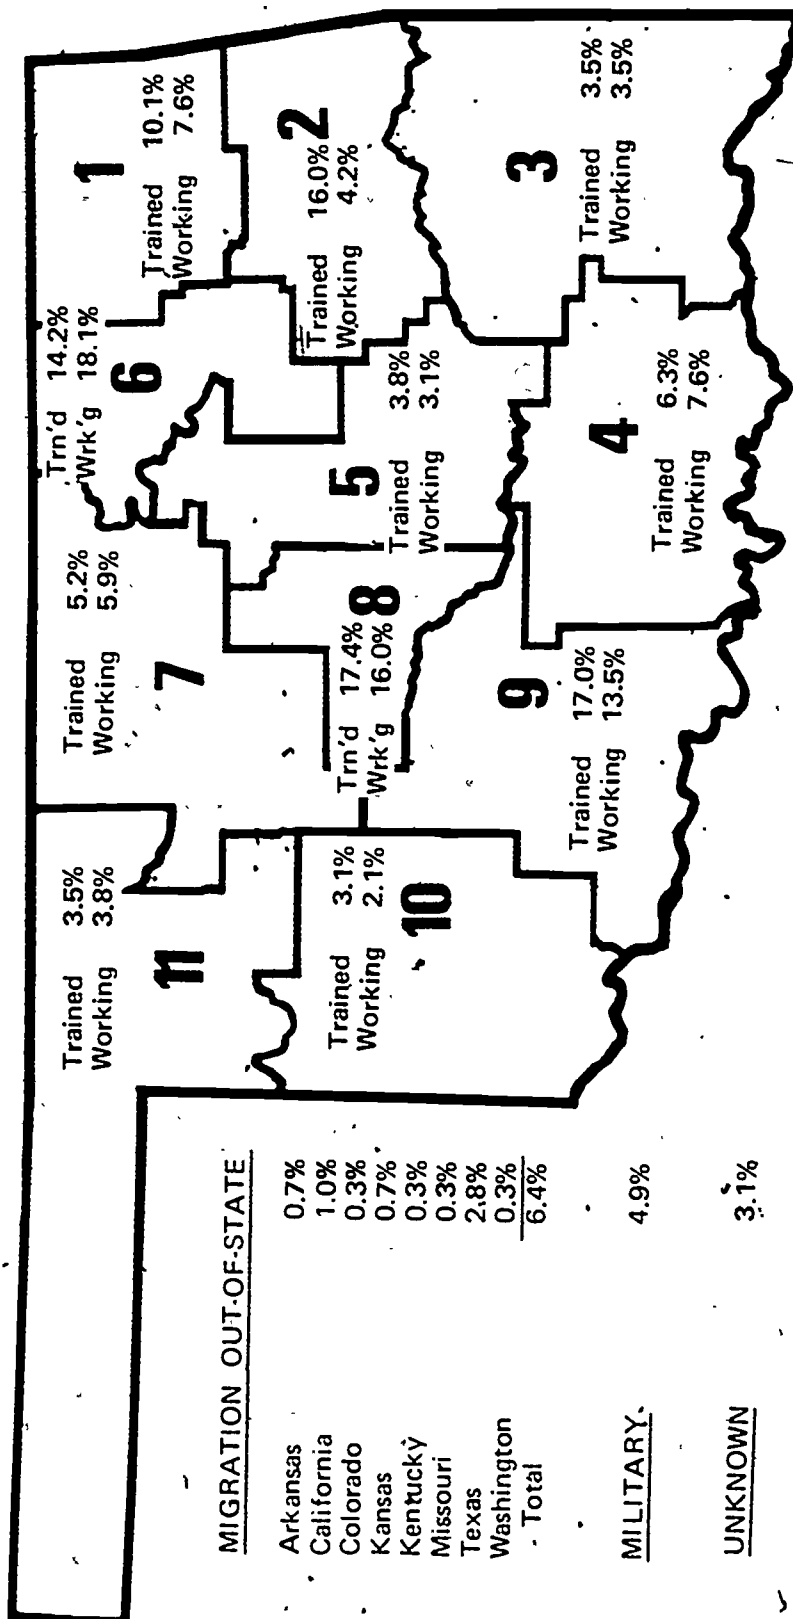 11
Trained 3.5%
Working 3.8%
7
Trained 5.2%
Working 5.9%
6
Trn'd 14.2%
Wrk'g 18.1%
1
Trained 10.1%
Working 7.6%
2
Trained 16.0%
Working 4.2%
5
Trained 3.8%
Working 3.1%
8
Trn'd 17.4%
Wrk'g 16.0%
10
Trained 3.1%
Working 2.1%
9
Trained 17.0%
Working 13.5%
4
Trained 6.3%
Working 7.6%
3
Trained 3.5%
Working 3.5%
MIGRATION OUT-OF-STATE
Arkansas 0.7%
California 1.0%
Colorado 0.3%
Kansas 0.7%
Kentucky 0.3%
Missouri 0.3%
Texas 2.8%
Washington 0.3%
Total 6.4%
MILITARY 4.9%
UNKNOWN 3.1%